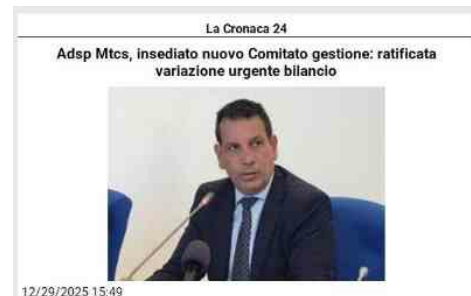 La Cronaca 24
Adsp Mtcs, insediato nuovo Comitato gestione: ratificata
variazione urgente bilancio
12/29/2025 15:49